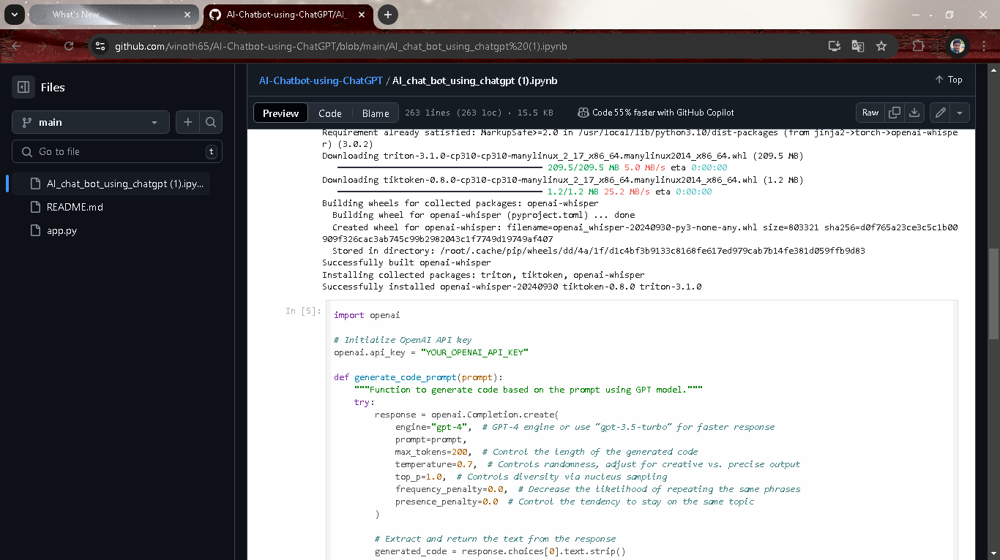 What's New
AI-Chatbot-using-ChatGPT/AI_
github.com/vinoth65/AI-Chatbot-using-ChatGPT/blob/main/AI_chat_bot_using_chatgpt%20(1).ipynb
Files
main
Go to file
t
AI_chat_bot_using_chatgpt (1).ipy...
README.md
app.py
AI-Chatbot-using-ChatGPT / AI_chat_bot_using_chatgpt (1).ipynb
Top
Preview
Code
Blame
263 lines (263 loc) · 15.5 KB
Code 55% faster with GitHub Copilot
Raw
Requirement already satisfied: MarkupSafe>=2.0 in /usr/local/lib/python3.10/dist-packages (from jinja2->torch->openai-whispe
r) (3.0.2)
Downloading triton-3.1.0-cp310-cp310-manylinux_2_17_x86_64.manylinux2014_x86_64.whl (209.5 MB)
209.5/209.5 MB 5.0 MB/s eta 0:00:00
Downloading tiktoken-0.8.0-cp310-cp310-manylinux_2_17_x86_64.manylinux2014_x86_64.whl (1.2 MB)
1.2/1.2 MB 25.2 MB/s eta 0:00:00
Building wheels for collected packages: openai-whisper
Building wheel for openai-whisper (pyproject.toml) ... done
Created wheel for openai-whisper: filename=openai_whisper-20240930-py3-none-any.whl size=803321 sha256=d0f765a23ce3c5c1b00
909f326cac3ab745c99b2982043c1f7749d19749af407
Stored in directory: /root/.cache/pip/wheels/dd/4a/1f/d1c4bf3b9133c8168fe617ed979cab7b14fe381d059ffb9d83
Successfully built openai-whisper
Installing collected packages: triton, tiktoken, openai-whisper
Successfully installed openai-whisper-20240930 tiktoken-0.8.0 triton-3.1.0
In [5]:
import openai
# Initialize OpenAI API key
openai.api_key = "YOUR_OPENAI_API_KEY"
def generate_code_prompt(prompt):
"""Function to generate code based on the prompt using GPT model."""
try:
response = openai.Completion.create(
engine="gpt-4",  # GPT-4 engine or use "gpt-3.5-turbo" for faster response
prompt=prompt,
max_tokens=200,  # Control the length of the generated code
temperature=0.7,  # Controls randomness, adjust for creative vs. precise output
top_p=1.0,  # Controls diversity via nucleus sampling
frequency_penalty=0.0,  # Decrease the likelihood of repeating the same phrases
presence_penalty=0.0  # Control the tendency to stay on the same topic
)
# Extract and return the text from the response
generated_code = response.choices[0].text.strip()